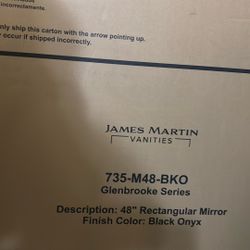 incorrectamente.
only ship this carton with the arrow pointing up.
occur if shipped incorrectly.
JAMES MARTIN
VANITIES
735-M48-BKO
Glenbrooke Series
Description: 48" Rectangular Mirror
Finish Color: Black Onyx